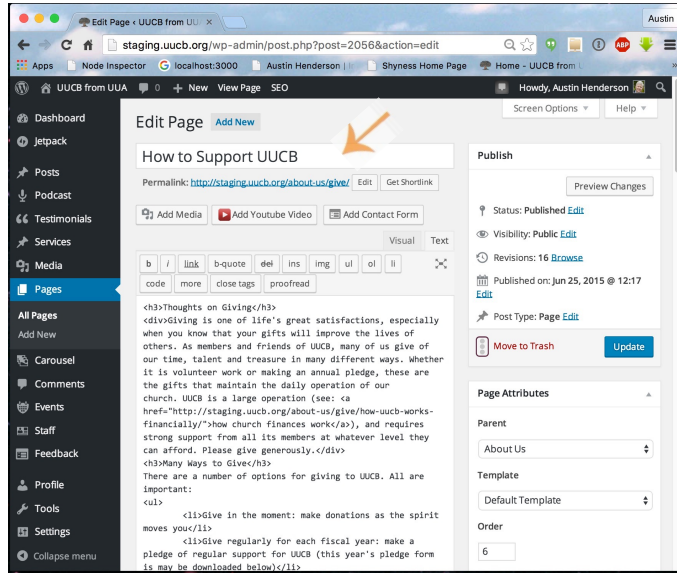 Edit Page ‹ UUCB from UU
Austin
staging.uucb.org/wp-admin/post.php?post=2056&action=edit
ABP
Apps Node Inspector localhost:3000 Austin Henderson | Shyness Home Page Home - UUCB from U »
UUCB from UUA 0 + New View Page SEO Howdy, Austin Henderson
Screen Options Help
Dashboard
Jetpack
Posts
Podcast
Testimonials
Services
Media
Pages
All Pages
Add New
Carousel
Comments
Events
Staff
Feedback
Profile
Tools
Settings
Collapse menu
Edit Page Add New
How to Support UUCB
Permalink: http://staging.uucb.org/about-us/give/ Edit Get Shortlink
Add Media Add Youtube Video Add Contact Form
Visual Text
b i link b-quote del ins img ul ol li
code more close tags proofread
<h3>Thoughts on Giving</h3>
<div>Giving is one of life's great satisfactions, especially
when you know that your gifts will improve the lives of
others. As members and friends of UUCB, many of us give of
our time, talent and treasure in many different ways. Whether
it is volunteer work or making an annual pledge, these are
the gifts that maintain the daily operation of our
church. UUCB is a large operation (see: <a
href="http://staging.uucb.org/about-us/give/how-uucb-works-
financially/">how church finances work</a>), and requires
strong support from all its members at whatever level they
can afford. Please give generously.</div>
<h3>Many Ways to Give</h3>
There are a number of options for giving to UUCB. All are
important:
<ul>
<li>Give in the moment: make donations as the spirit
moves you</li>
<li>Give regularly for each fiscal year: make a
pledge of regular support for UUCB (this year's pledge form
is may be downloaded below)</li>
Publish
Preview Changes
Status: Published Edit
Visibility: Public Edit
Revisions: 16 Browse
Published on: Jun 25, 2015 @ 12:17
Edit
Post Type: Page Edit
Move to Trash Update
Page Attributes
Parent
About Us
Template
Default Template
Order
6